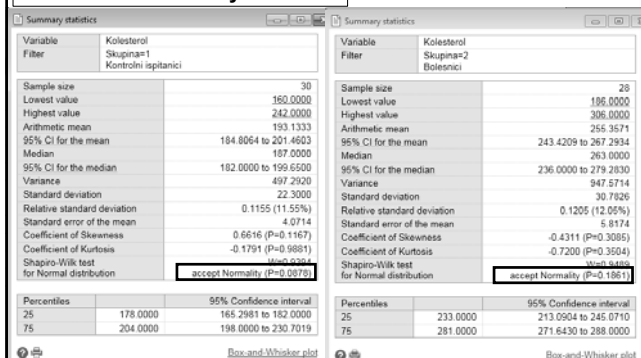 Summary statistics
Variable Kolesterol
Filter Skupina=1
Kontrolni ispitanici
Sample size 30
Lowest value 160.0000
Highest value 242.0000
Arithmetic mean 193.1333
95% CI for the mean 184.8064 to 201.4603
Median 187.0000
95% CI for the median 182.0000 to 199.6500
Variance 497.2920
Standard deviation 22.3000
Relative standard deviation 0.1155 (11.55%)
Standard error of the mean 4.0714
Coefficient of Skewness 0.6616 (P=0.1167)
Coefficient of Kurtosis -0.1791 (P=0.9881)
Shapiro-Wilk test W=0.9394
for Normal distribution accept Normality (P=0.0878)
Percentiles 95% Confidence interval
25 178.0000 165.2981 to 182.0000
75 204.0000 198.0000 to 230.7019
Box-and-Whisker plot
Summary statistics
Variable Kolesterol
Filter Skupina=2
Bolesnici
Sample size 28
Lowest value 186.0000
Highest value 306.0000
Arithmetic mean 255.3571
95% CI for the mean 243.4209 to 267.2934
Median 263.0000
95% CI for the median 236.0000 to 279.2830
Variance 947.5714
Standard deviation 30.7826
Relative standard deviation 0.1205 (12.05%)
Standard error of the mean 5.8174
Coefficient of Skewness -0.4311 (P=0.3085)
Coefficient of Kurtosis -0.7200 (P=0.3504)
Shapiro-Wilk test W=0.9489
for Normal distribution accept Normality (P=0.1861)
Percentiles 95% Confidence interval
25 233.0000 213.0904 to 245.0710
75 281.0000 271.6430 to 288.0000
Box-and-Whisker plot